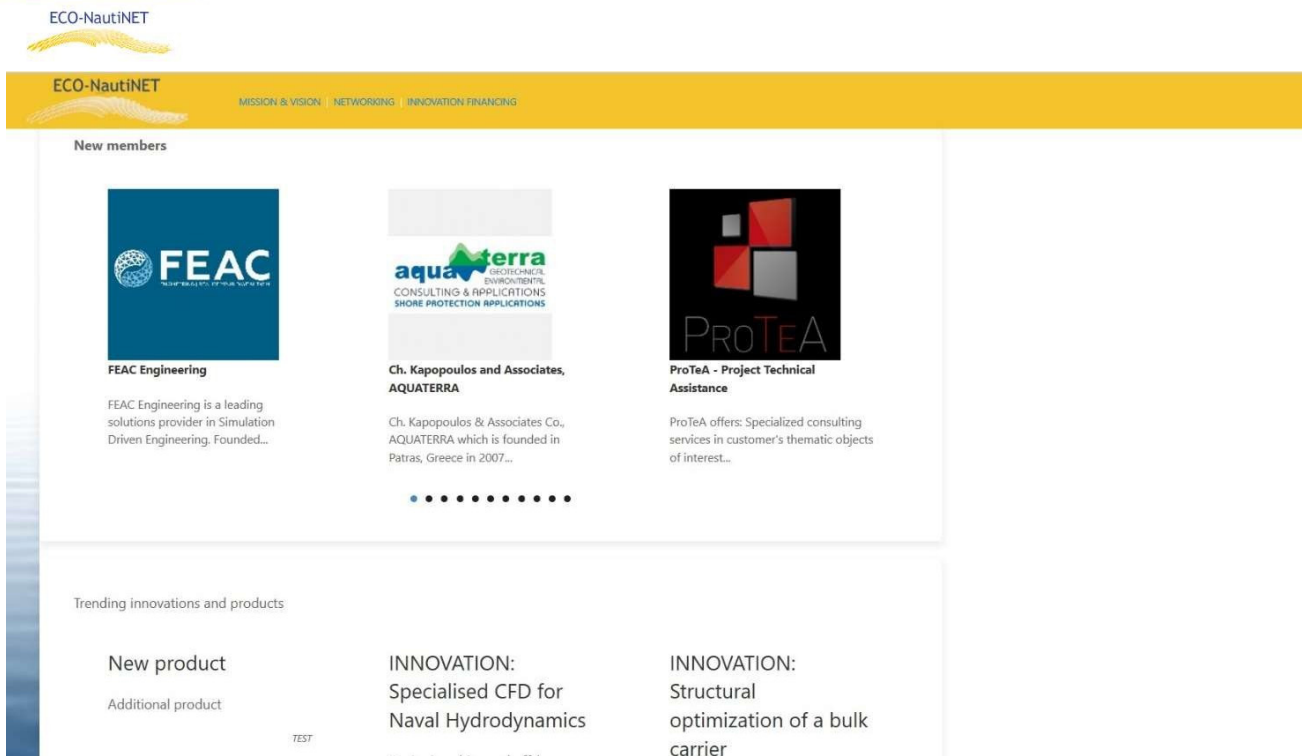 ECO-NautiNET
ECO-NautiNET
MISSION & VISION | NETWORKING | INNOVATION FINANCING
New members
FEAC
aqua terra
GEOTECHNICAL
ENVIRONMENTAL
CONSULTING & APPLICATIONS
SHORE PROTECTION APPLICATIONS
PROTEA
FEAC Engineering
FEAC Engineering is a leading
solutions provider in Simulation
Driven Engineering. Founded...
Ch. Kapopoulos and Associates,
AQUATERRA
Ch. Kapopoulos & Associates Co.,
AQUATERRA which is founded in
Patras, Greece in 2007...
ProTeA - Project Technical
Assistance
ProTeA offers: Specialized consulting
services in customer's thematic objects
of interest...
Trending innovations and products
New product
Additional product
TEST
INNOVATION:
Specialised CFD for
Naval Hydrodynamics
INNOVATION:
Structural
optimization of a bulk
carrier